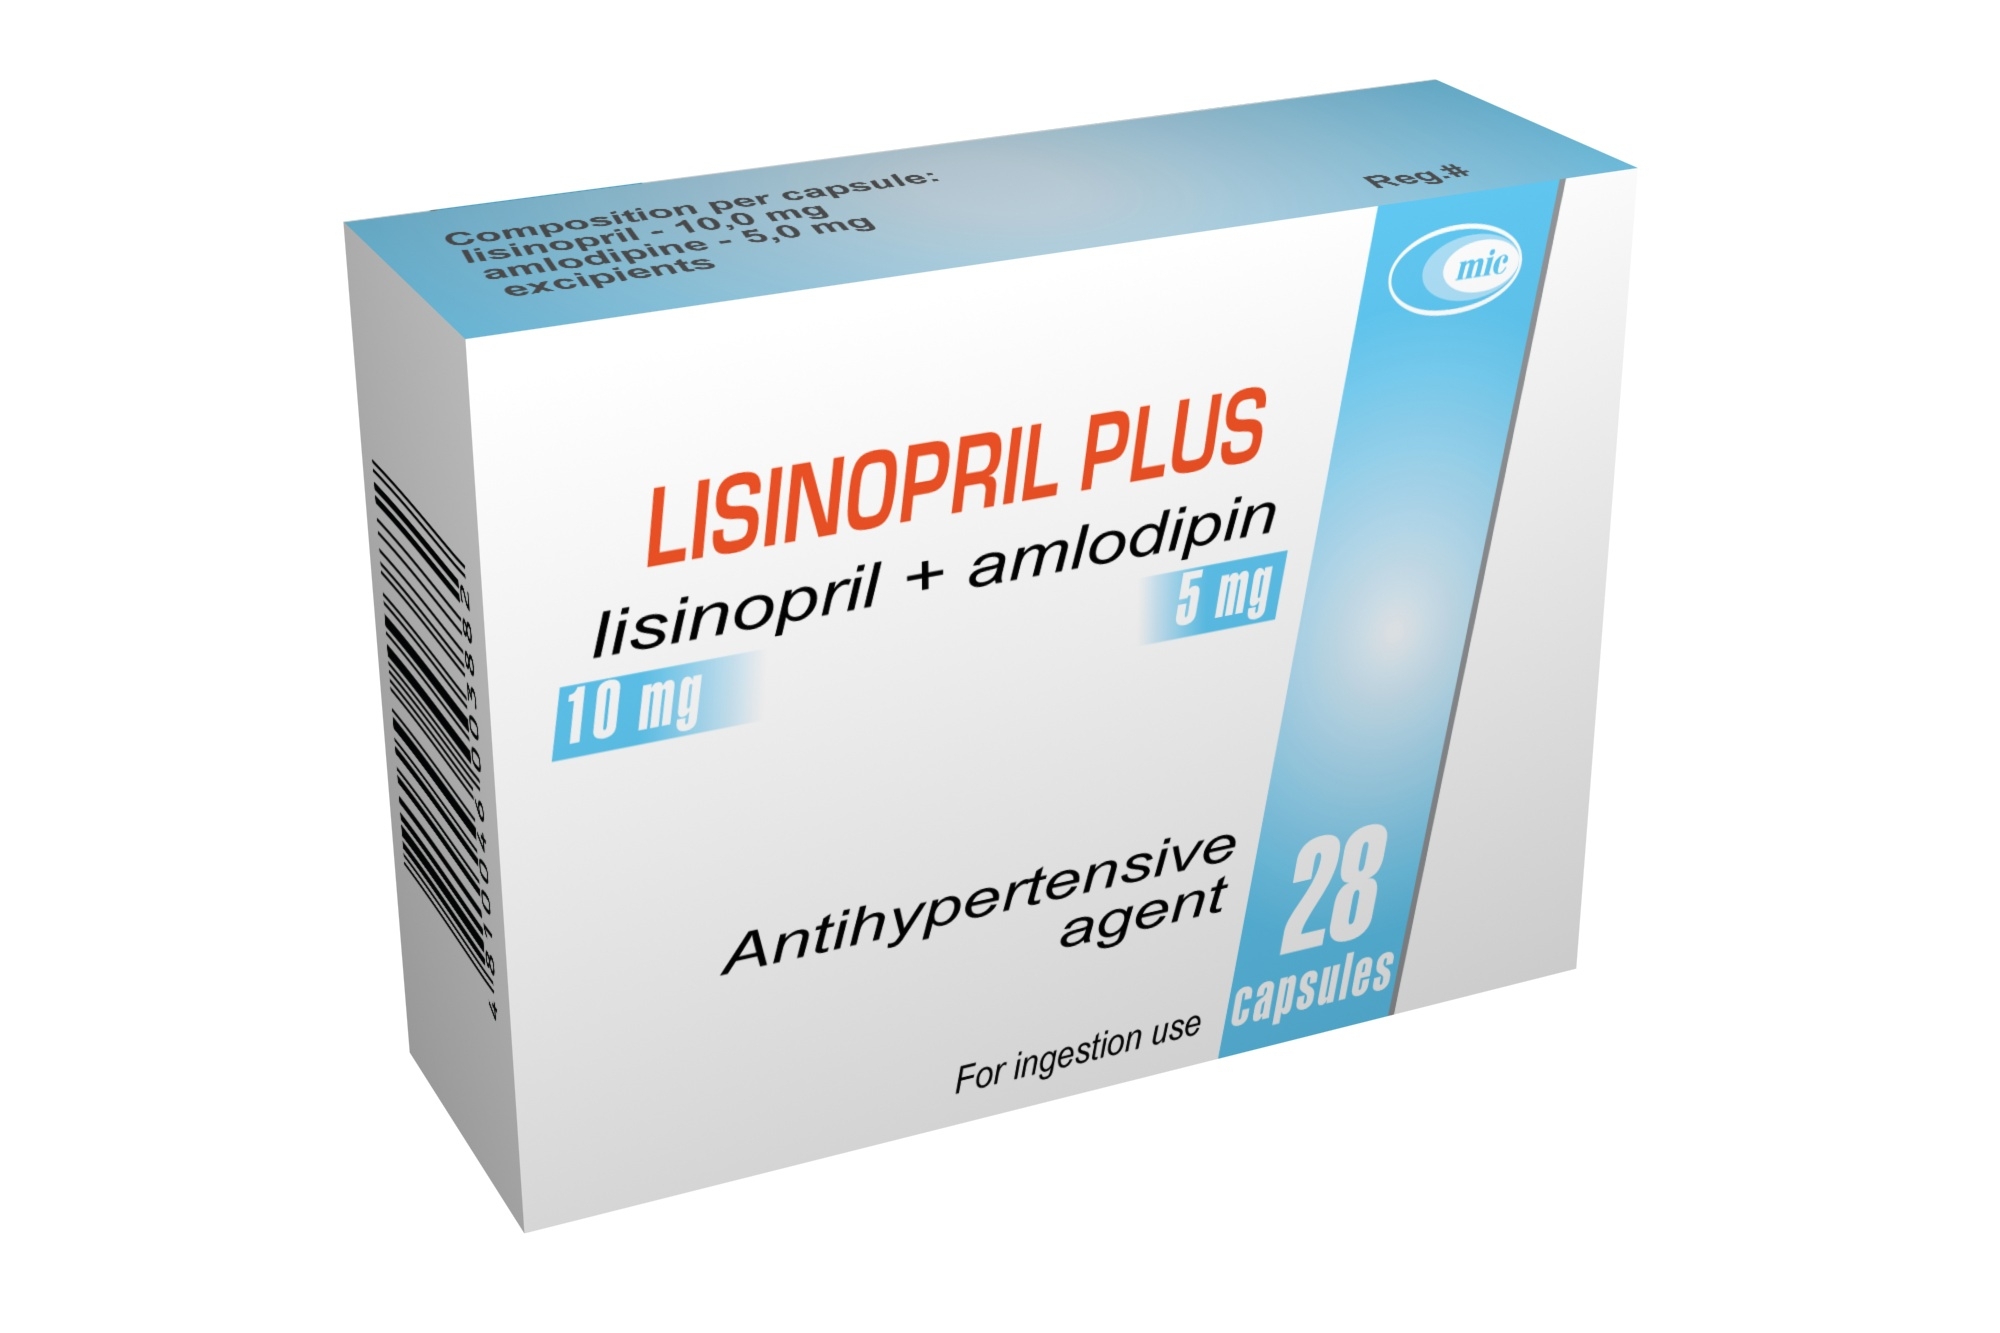 Composition per capsule:
lisinopril - 10,0 mg
amlodipine - 5,0 mg
excipients
Reg.#
mic
LISINOPRIL PLUS
lisinopril + amlodipin
10 mg
5 mg
Antihypertensive
agent
28
capsules
For ingestion use